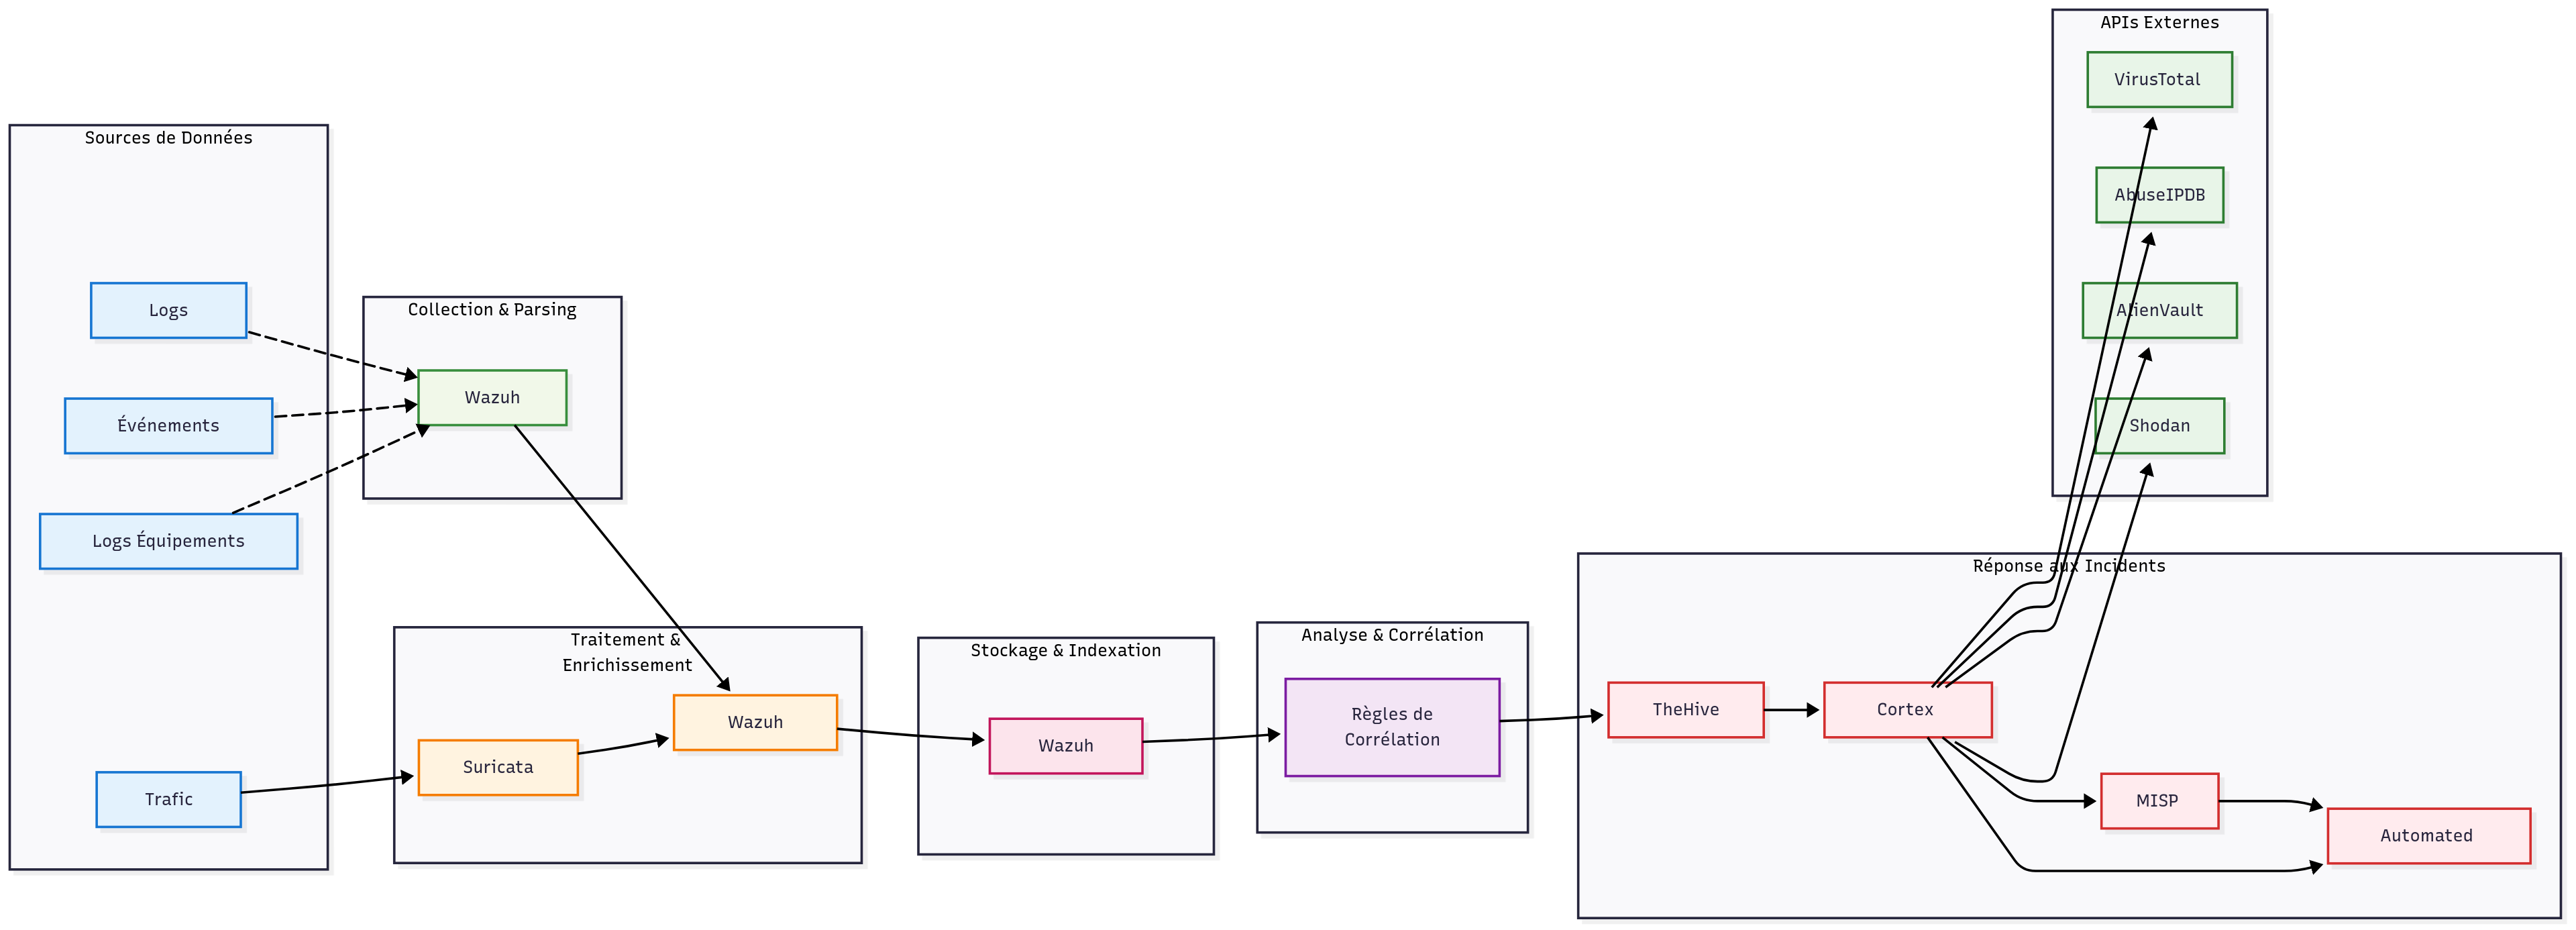 Sources de Données
Logs
Événements
Logs Équipements
Trafic
Collection & Parsing
Wazuh
Traitement &
Enrichissement
Suricata
Wazuh
Stockage & Indexation
Wazuh
Analyse & Corrélation
Règles de
Corrélation
Réponse aux Incidents
TheHive
Cortex
MISP
Automated
APIs Externes
VirusTotal
AbuseIPDB
AlienVault
Shodan